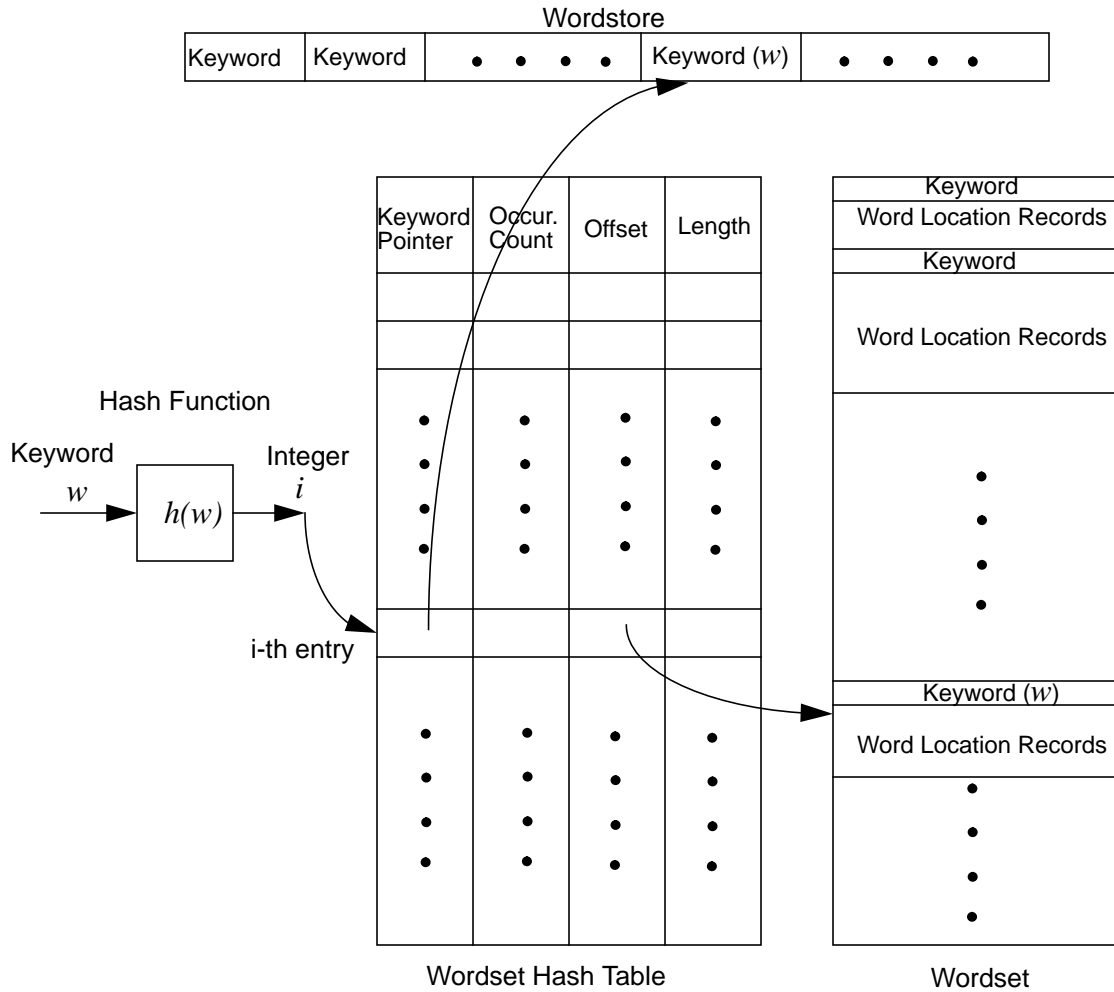 Wordstore
Keyword Keyword Keyword (w)
Keyword
Pointer
Occur.
Count
Offset
Length
Keyword
Word Location Records
Keyword
Word Location Records
Hash Function
Keyword
w
h(w)
Integer
i
i-th entry
Keyword (w)
Word Location Records
Wordset Hash Table
Wordset